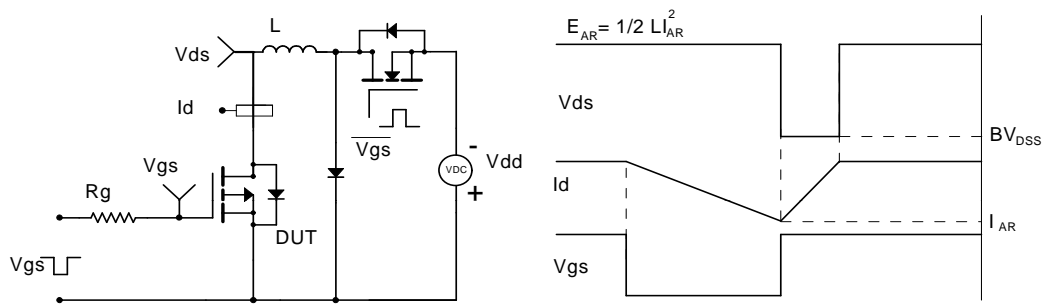 L
Vds
Id
Vgs
Rg
DUT
Vgs
Vgs
VDC
-
+
Vdd
E_AR = 1/2 LI_AR^2
Vds
BV_DSS
Id
I_AR
Vgs